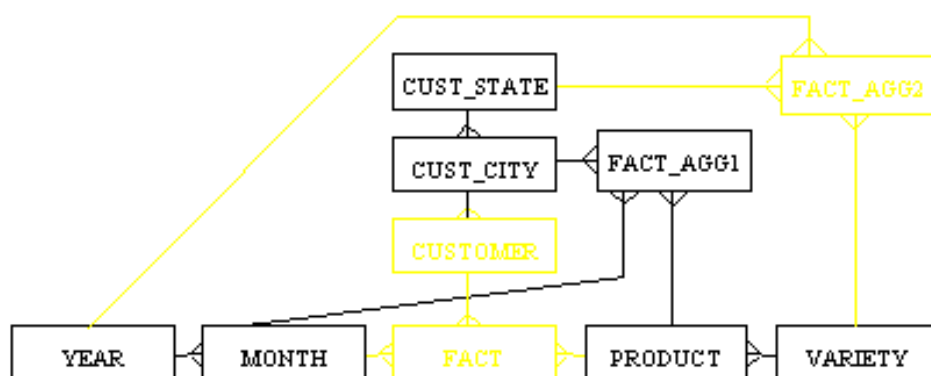 CUST_STATE
FACT_AGG2
CUST_CITY
FACT_AGG1
CUSTOMER
YEAR
MONTH
FACT
PRODUCT
VARIETY